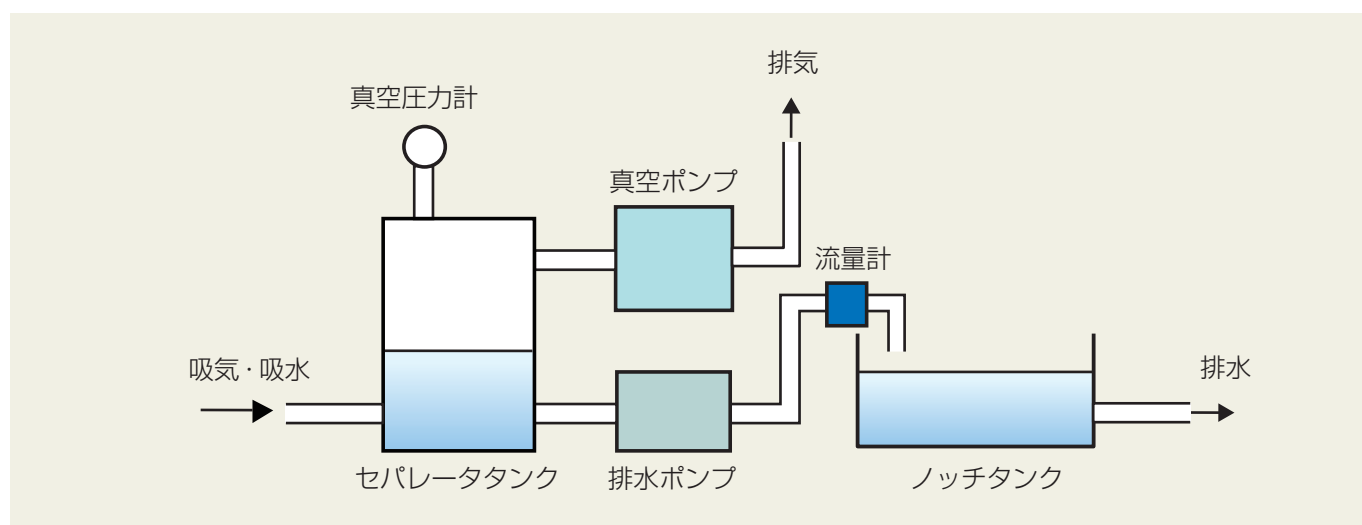 排気
真空圧力計
真空ポンプ
流量計
吸気・吸水
排水
セパレータタンク
排水ポンプ
ノッチタンク